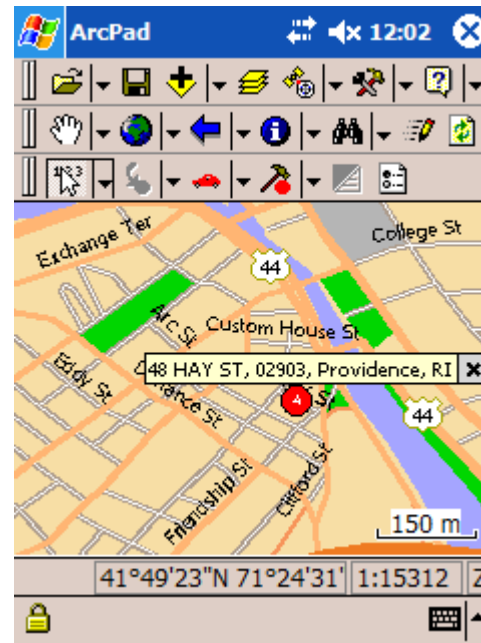 ArcPad 12:02
Exchange Ter
College St
44
Arc St
Custom House St
48 HAY ST, 02903, Providence, RI
Eddy St
4
44
Friendship St
Clifford St
150 m
41°49'23"N 71°24'31' 1:15312